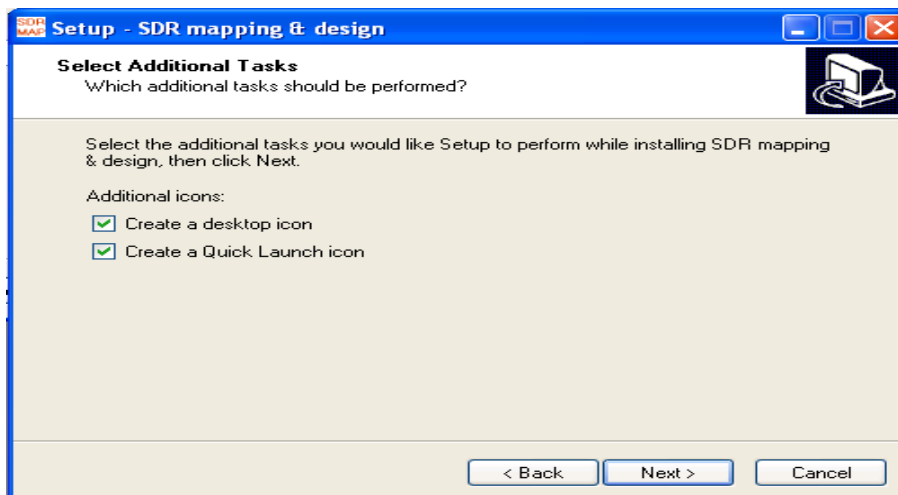 SDR
MAP
Setup - SDR mapping & design
Select Additional Tasks
Which additional tasks should be performed?
Select the additional tasks you would like Setup to perform while installing SDR mapping
& design, then click Next.
Additional icons:
Create a desktop icon
Create a Quick Launch icon
< Back
Next >
Cancel